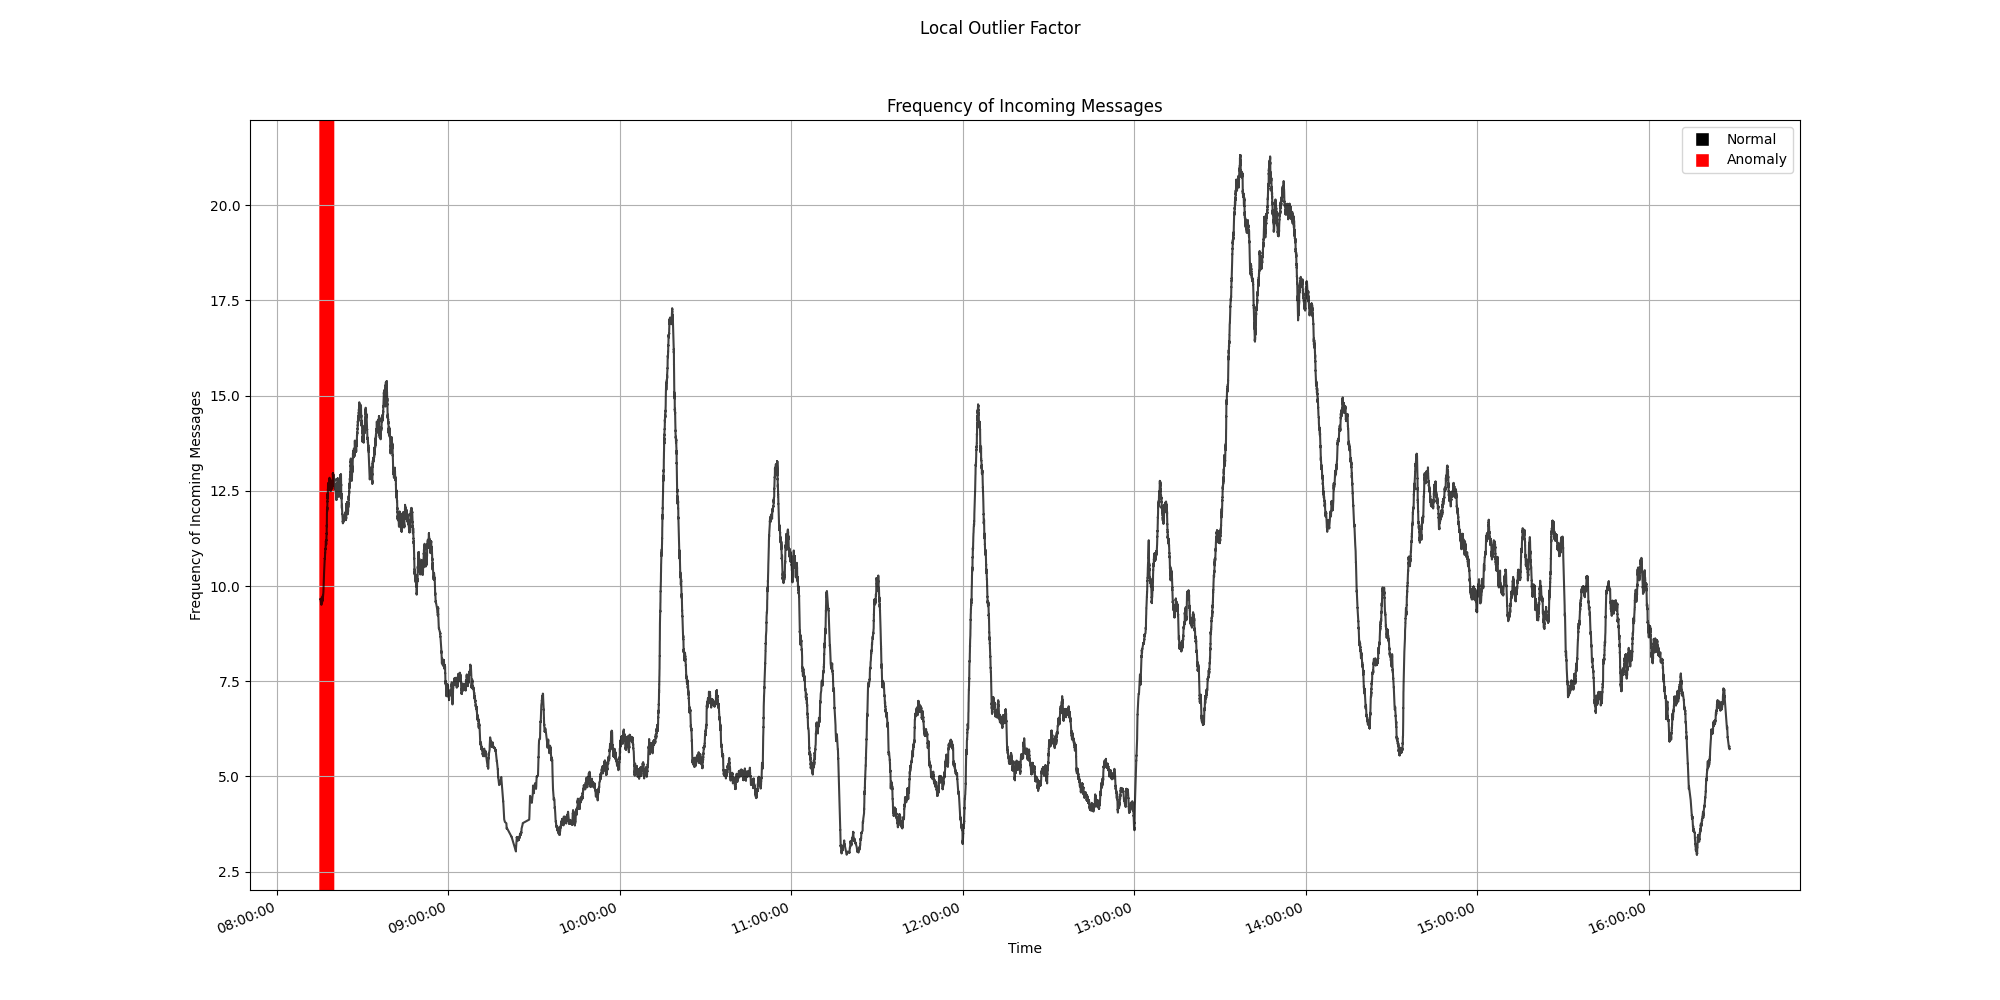 Local Outlier Factor
Frequency of Incoming Messages
Normal
Anomaly
Frequency of Incoming Messages
20.0
17.5
15.0
12.5
10.0
7.5
5.0
2.5
08:00:00
09:00:00
10:00:00
11:00:00
12:00:00
13:00:00
14:00:00
15:00:00
16:00:00
Time